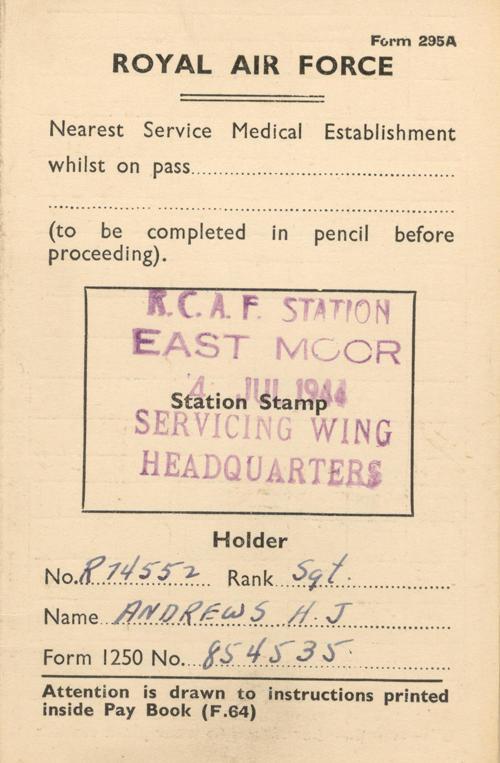 Form 295A
ROYAL AIR FORCE
Nearest Service Medical Establishment
whilst on pass
(to be completed in pencil before
proceeding).
R.C.A.F. STATION
EAST MOOR
4 JUL 1944
Station Stamp
SERVICING WING
HEADQUARTERS
Holder
No. R74552 Rank Sgt.
Name ANDREWS H.J
Form 1250 No. 854535.
Attention is drawn to instructions printed
inside Pay Book (F.64)